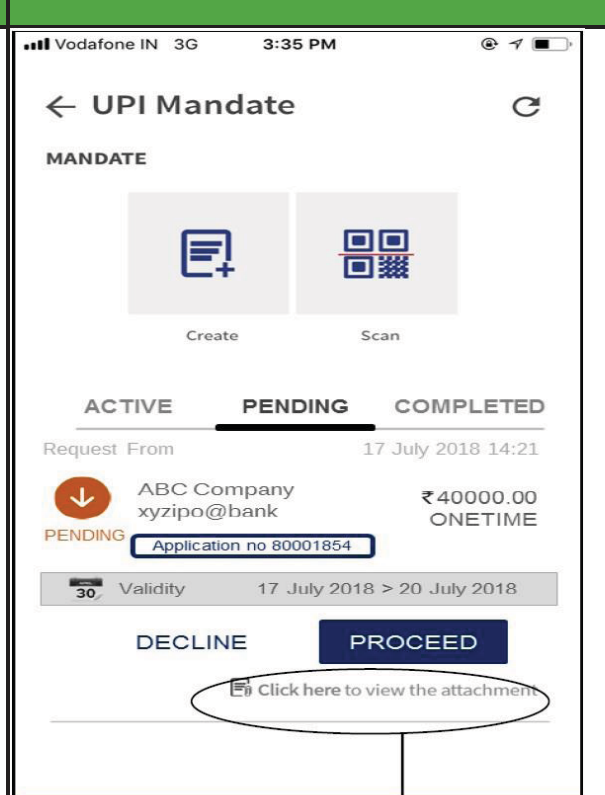 Vodafone IN 3G 3:35 PM
← UPI Mandate
MANDATE
Create Scan
ACTIVE PENDING COMPLETED
Request From 17 July 2018 14:21
ABC Company ₹40000.00
xyzipo@bank ONETIME
PENDING
Application no 80001854
30 Validity 17 July 2018 > 20 July 2018
DECLINE PROCEED
Click here to view the attachment